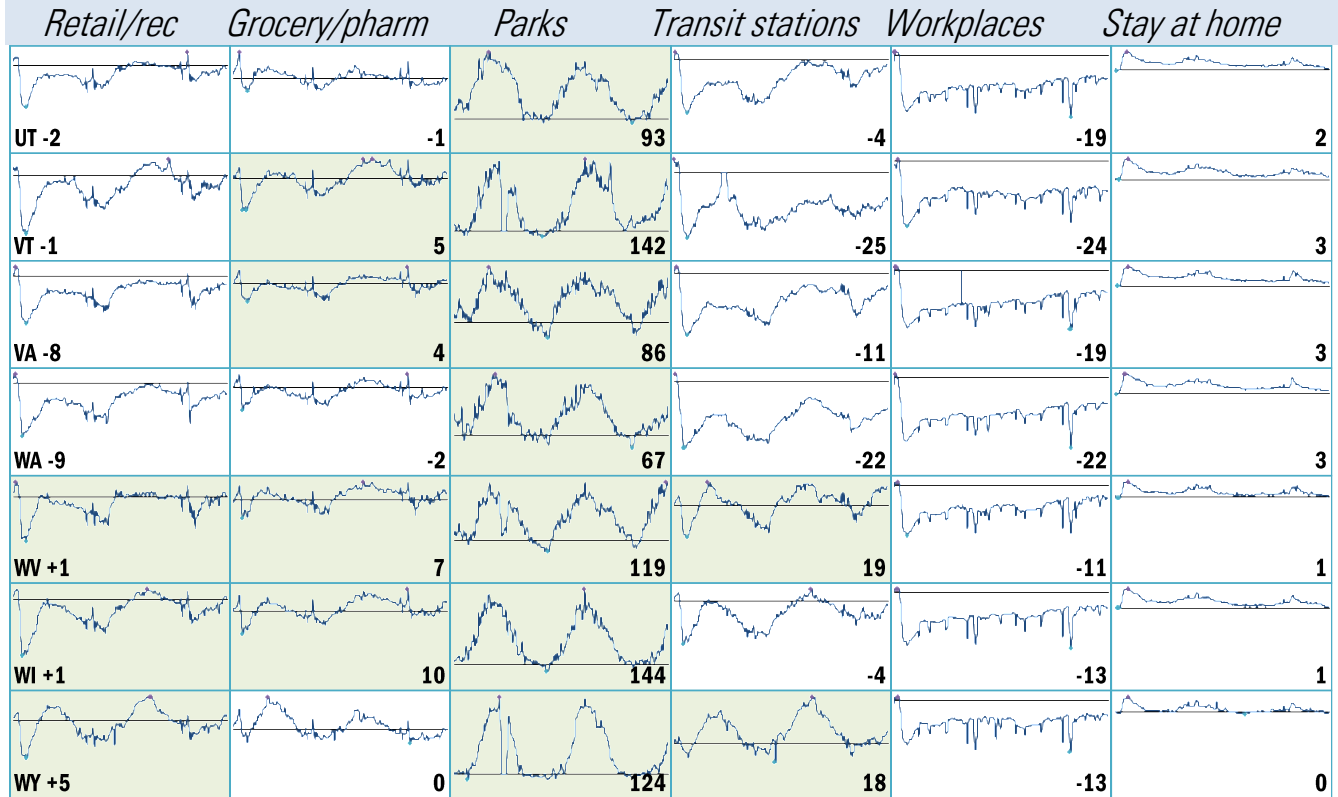 Retail/rec Grocery/pharm Parks Transit stations Workplaces Stay at home
UT -2 -1 93 -4 -19 2
VT -1 5 142 -25 -24 3
VA -8 4 86 -11 -19 3
WA -9 -2 67 -22 -22 3
WV +1 7 119 19 -11 1
WI +1 10 144 -4 -13 1
WY +5 0 124 18 -13 0